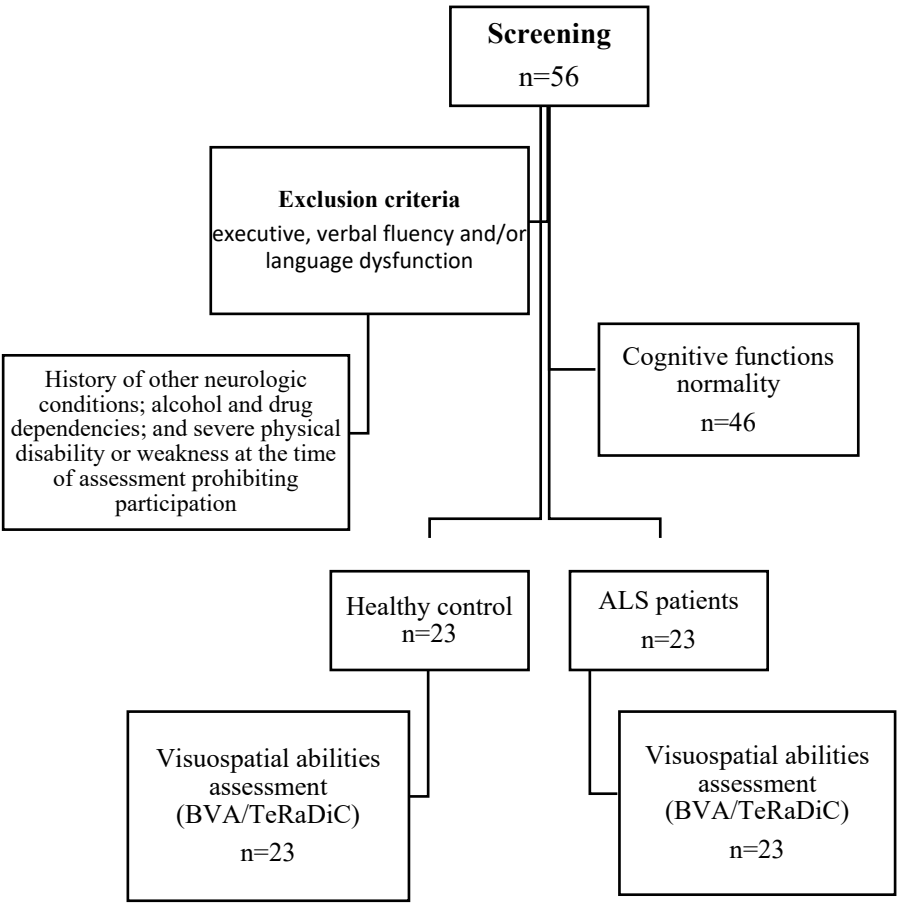 Screening
n=56
Exclusion criteria
executive, verbal fluency and/or
language dysfunction
History of other neurologic
conditions; alcohol and drug
dependencies; and severe physical
disability or weakness at the time
of assessment prohibiting
participation
Cognitive functions
normality
n=46
Healthy control
n=23
ALS patients
n=23
Visuospatial abilities
assessment
(BVA/TeRaDiC)
n=23
Visuospatial abilities
assessment
(BVA/TeRaDiC)
n=23